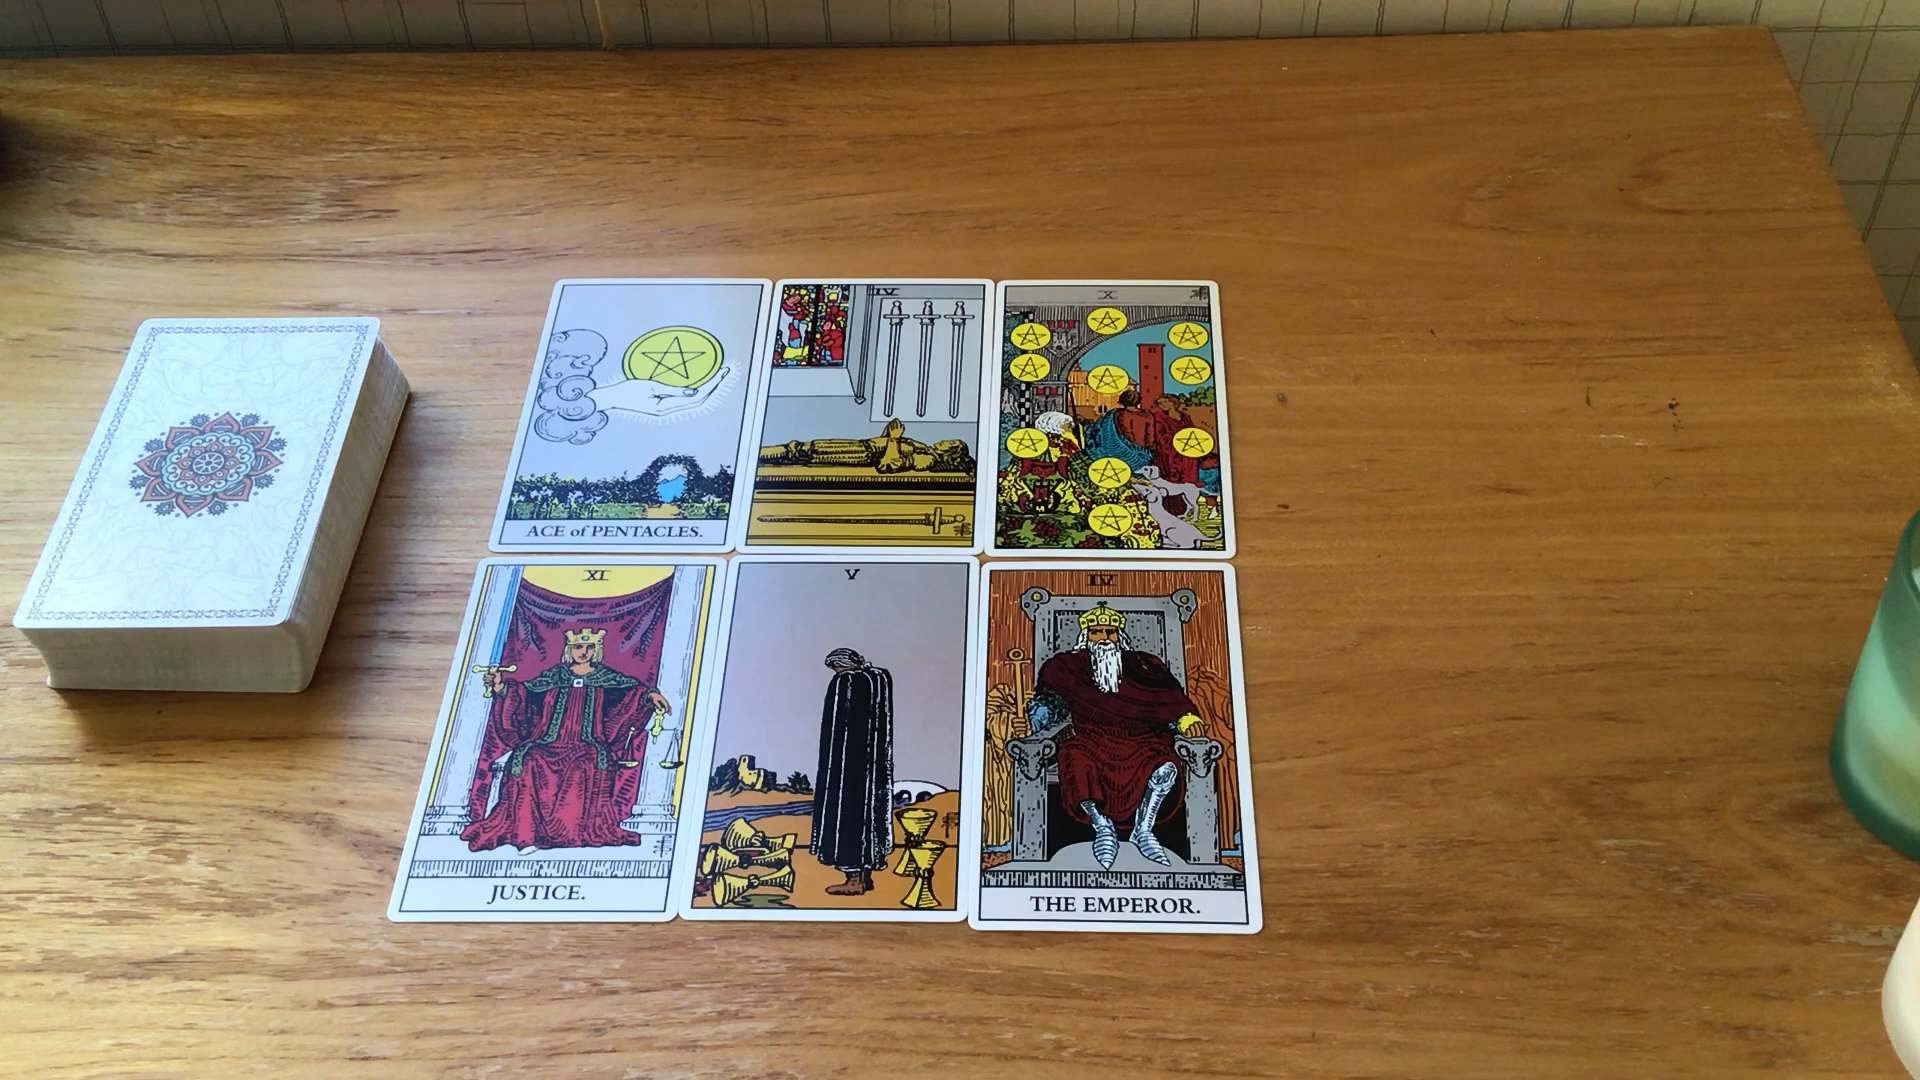 ACE of PENTACLES.
IV
X
XI
JUSTICE.
V
IV
THE EMPEROR.